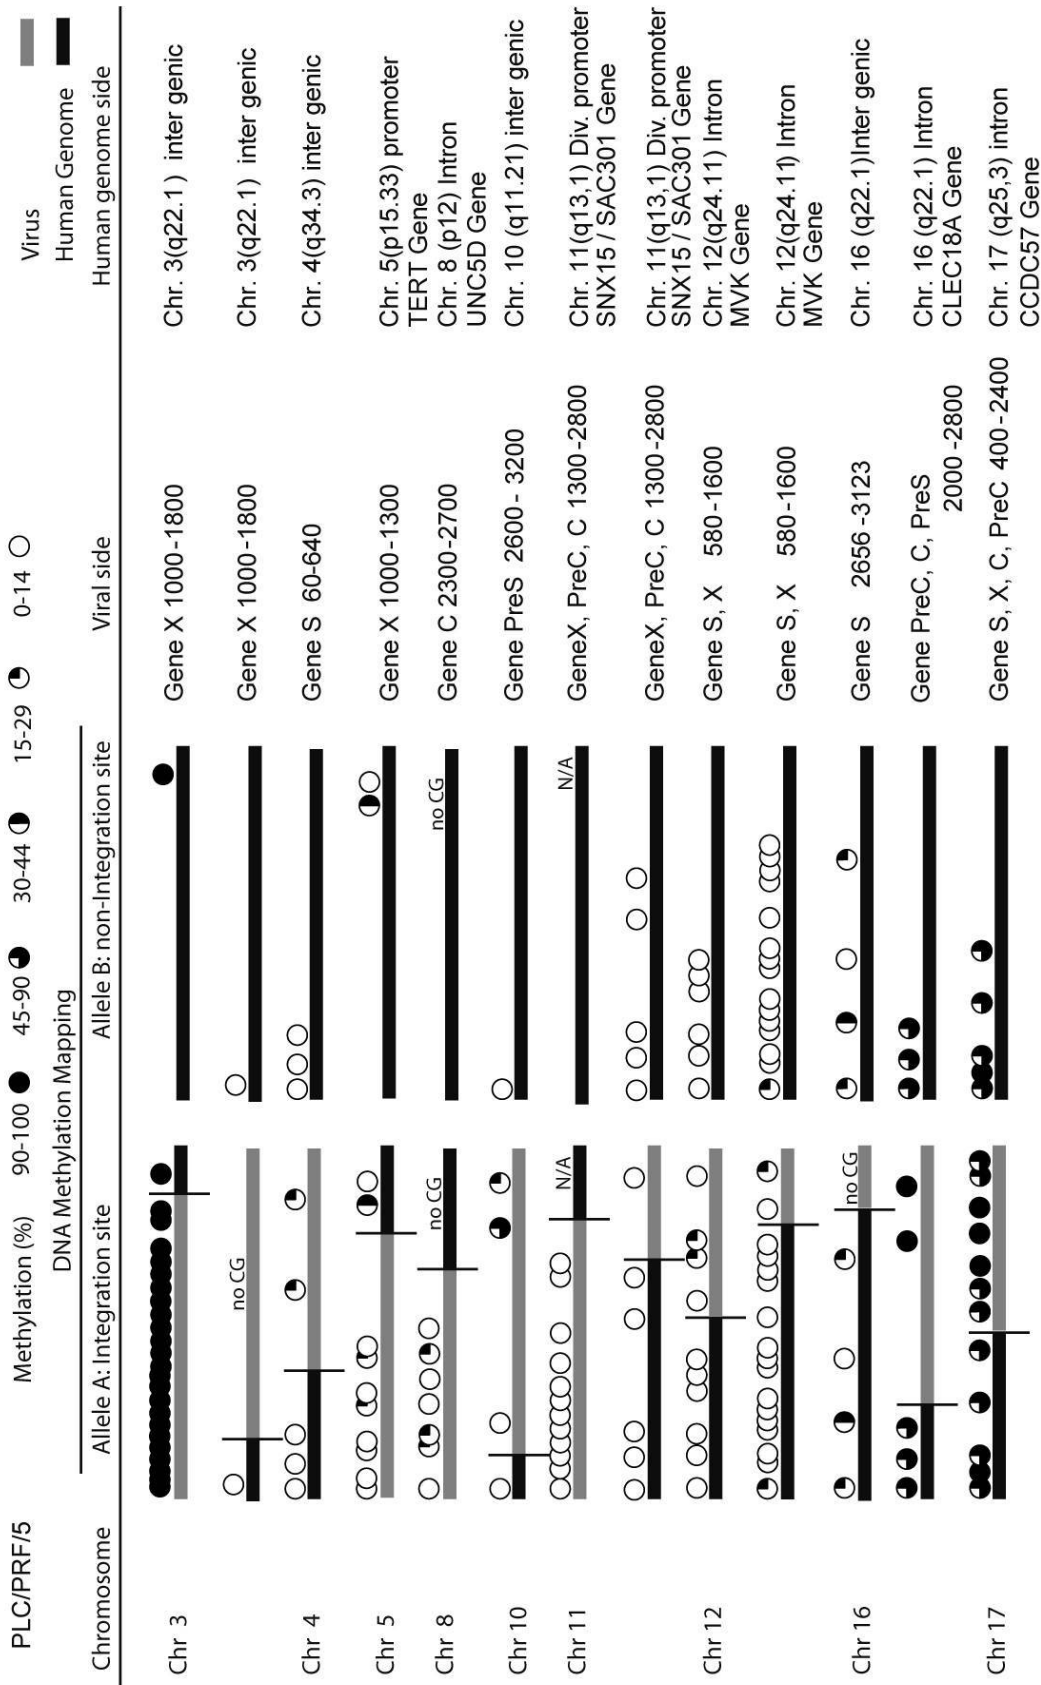 PLC/PRF/5 Methylation (%) 90-100 45-90 30-44 15-29 0-14 Virus
Human Genome
DNA Methylation Mapping
Chromosome Allele A: Integration site Allele B: non-Integration site Viral side Human genome side
Chr 3 Gene X 1000-1800 Chr. 3(q22.1) inter genic
no CG Gene X 1000-1800 Chr. 3(q22.1) inter genic
Chr 4 Gene S 60-640 Chr. 4(q34.3) inter genic
Chr 5 Gene X 1000-1300 Chr. 5(p15.33) promoter
TERT Gene
Chr 8 no CG no CG Gene C 2300-2700 Chr. 8 (p12) Intron
UNC5D Gene
Chr 10 Gene PreS 2600- 3200 Chr. 10 (q11.21) inter genic
Chr 11 N/A N/A GeneX, PreC, C 1300-2800 Chr. 11(q13,1) Div. promoter
SNX15 / SAC301 Gene
GeneX, PreC, C 1300-2800 Chr. 11(q13,1) Div. promoter
SNX15 / SAC301 Gene
Chr 12 Gene S, X 580-1600 Chr. 12(q24.11) Intron
MVK Gene
Gene S, X 580-1600 Chr. 12(q24.11) Intron
MVK Gene
Chr 16 no CG Gene S 2656-3123 Chr. 16 (q22.1)Inter genic
Gene PreC, C, PreS Chr. 16 (q22.1) Intron
2000 -2800 CLEC18A Gene
Chr 17 Gene S, X, C, PreC 400-2400 Chr. 17 (q25,3) intron
CCDC57 Gene